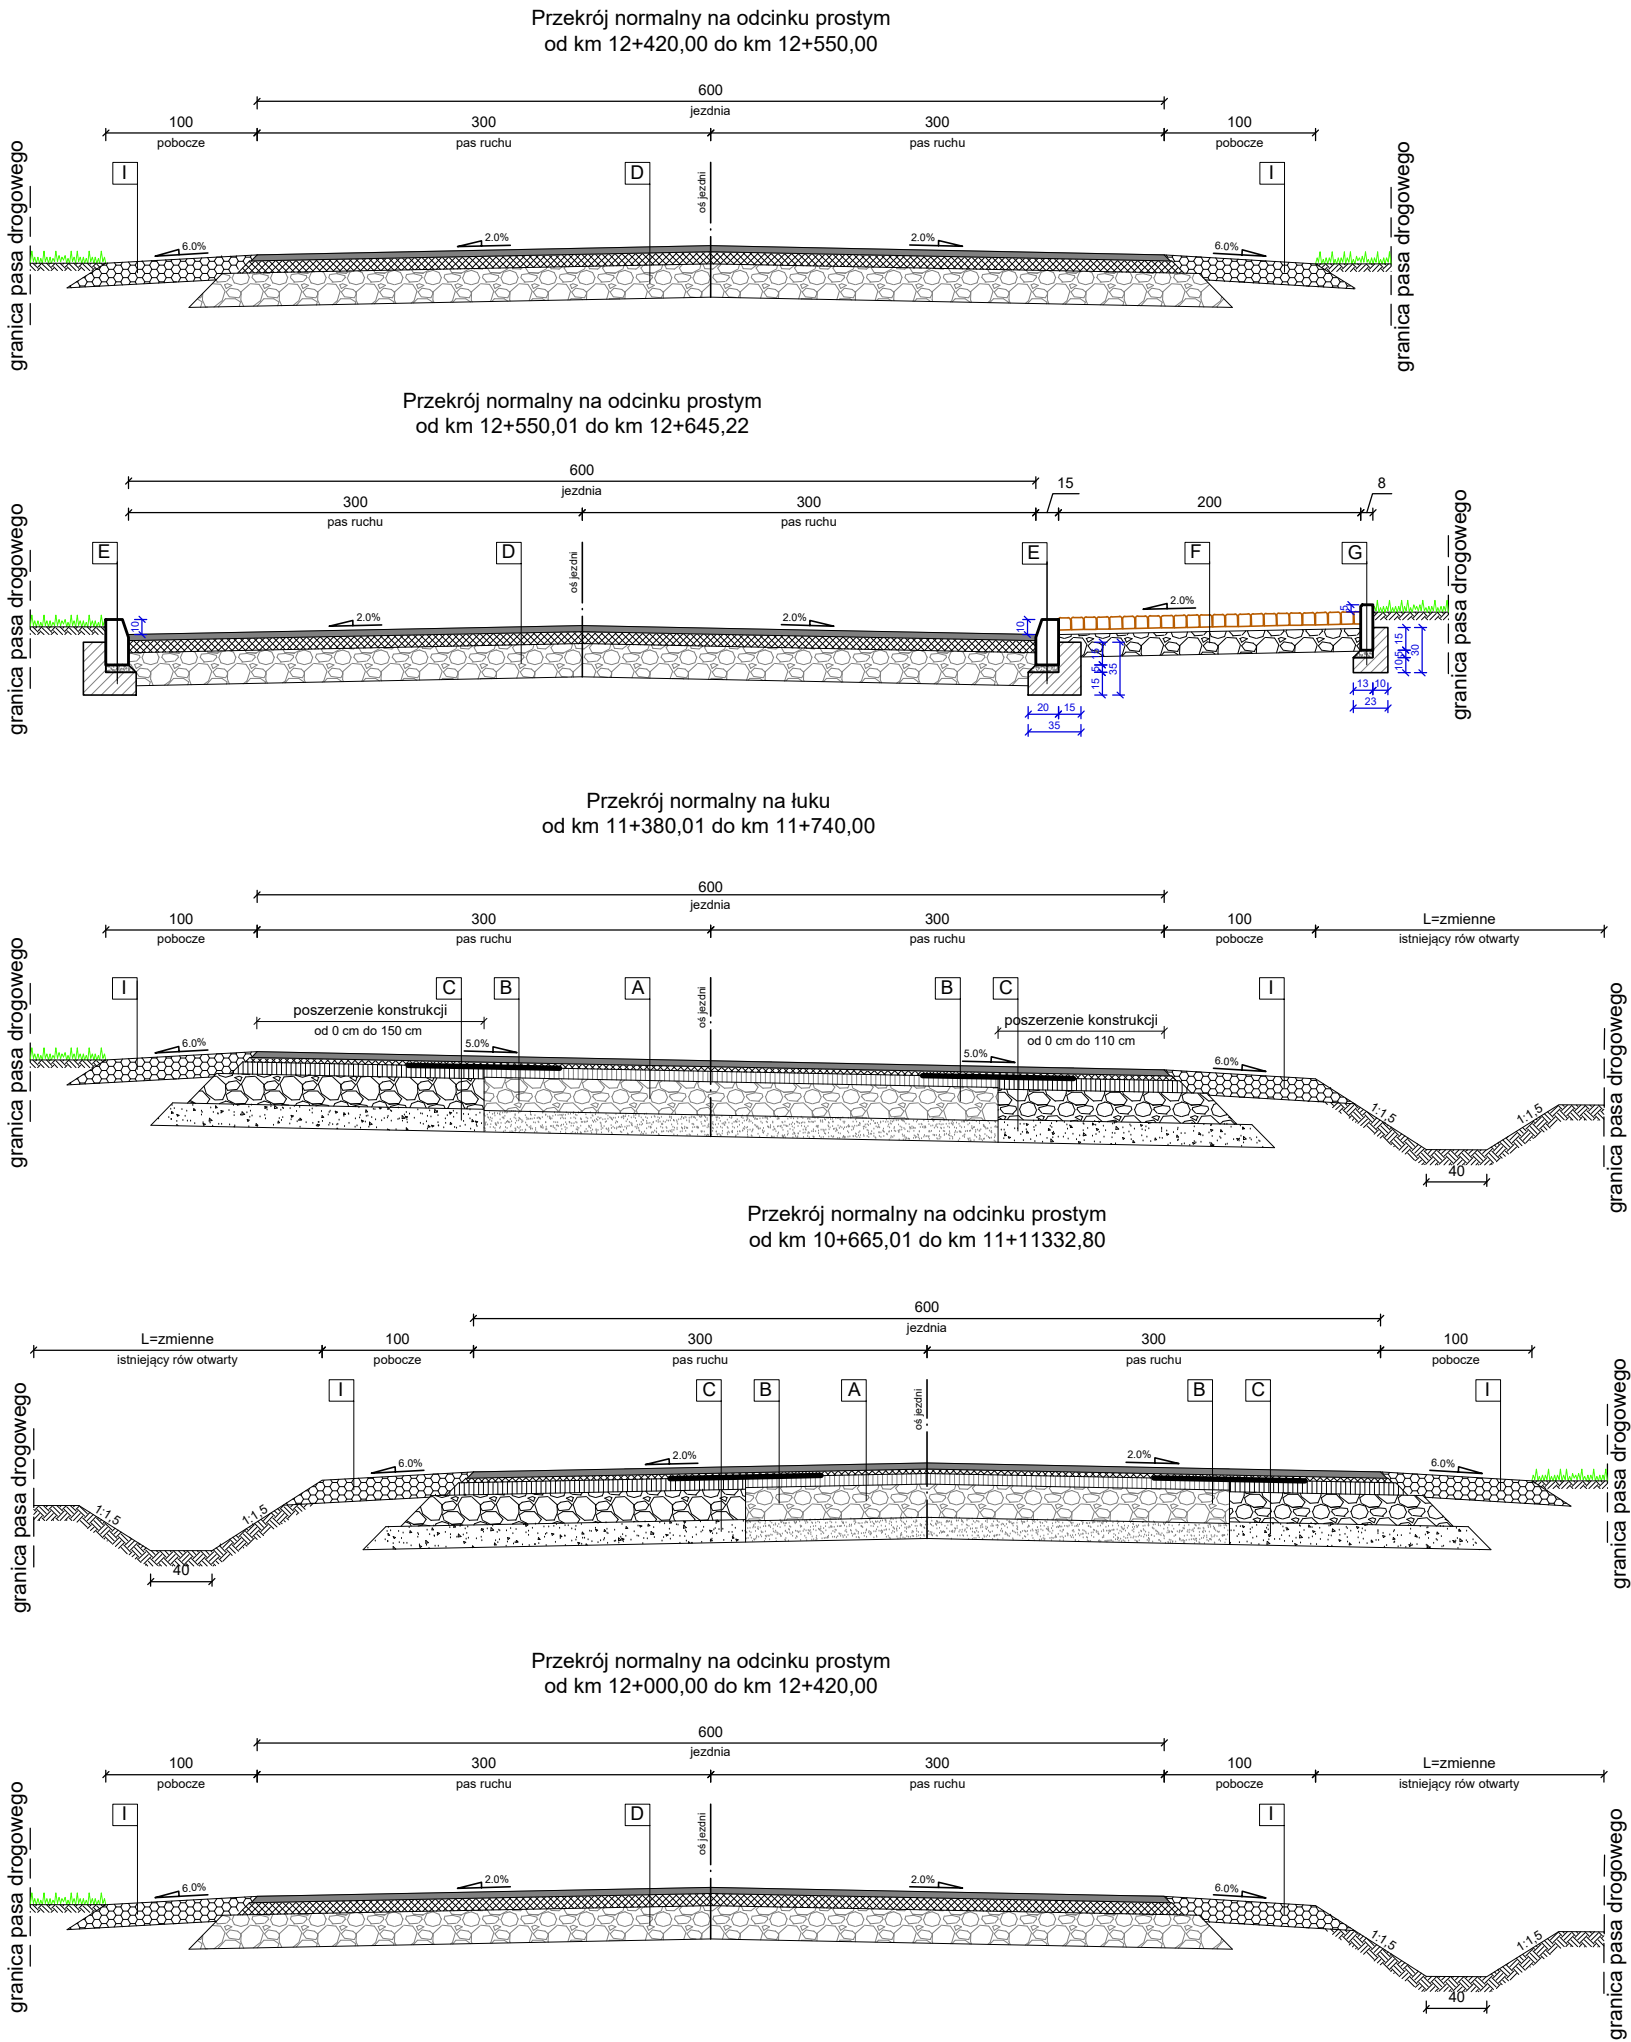 Przekrój normalny na odcinku prostym
od km 12+420,00 do km 12+550,00
600
jezdnia
100 300 300 100
pobocze pas ruchu pas ruchu pobocze
I D oś jezdni I
6.0% 2.0% 2.0% 6.0%
granica pasa drogowego
granica pasa drogowego
Przekrój normalny na odcinku prostym
od km 12+550,01 do km 12+645,22
600
jezdnia
300 300 15 200 8
pas ruchu pas ruchu
E D oś jezdni E F G
10 2.0% 2.0% 10 2.0% 5
15 5 15 35
15 5 10 30
20 15
35
13 10
23
granica pasa drogowego
granica pasa drogowego
Przekrój normalny na łuku
od km 11+380,01 do km 11+740,00
600
jezdnia
100 300 300 100 L=zmienne
pobocze pas ruchu pas ruchu pobocze istniejący rów otwarty
I C B A oś jezdni B C I
poszerzenie konstrukcji
od 0 cm do 150 cm
poszerzenie konstrukcji
od 0 cm do 110 cm
6.0% 5.0% 5.0% 6.0%
1:1,5 1:1,5
40
granica pasa drogowego
granica pasa drogowego
Przekrój normalny na odcinku prostym
od km 10+665,01 do km 11+11332,80
600
jezdnia
L=zmienne 100 300 300 100
istniejący rów otwarty pobocze pas ruchu pas ruchu pobocze
I C B A oś jezdni B C I
6.0% 2.0% 2.0% 6.0%
1:1,5 1:1,5
40
granica pasa drogowego
granica pasa drogowego
Przekrój normalny na odcinku prostym
od km 12+000,00 do km 12+420,00
600
jezdnia
100 300 300 100 L=zmienne
pobocze pas ruchu pas ruchu pobocze istniejący rów otwarty
I D oś jezdni I
6.0% 2.0% 2.0% 6.0%
1:1,5 1:1,5
40
granica pasa drogowego
granica pasa drogowego